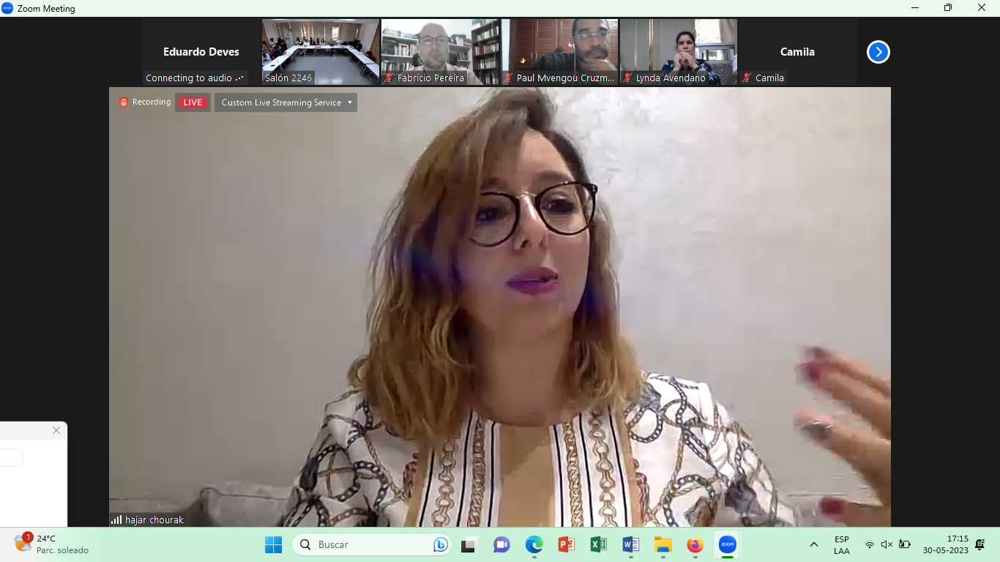 Zoom Meeting
Eduardo Deves
Connecting to audio ...
Salón 2246
Fabricio Pereira
Paul Mvengou Cruzm...
Lynda Avendano
Camila
Camila
Recording
LIVE
Custom Live Streaming Service
hajar chourak
1
24°C
Parc. soleado
Buscar
zoom
ESP
LAA
17:15
30-05-2023